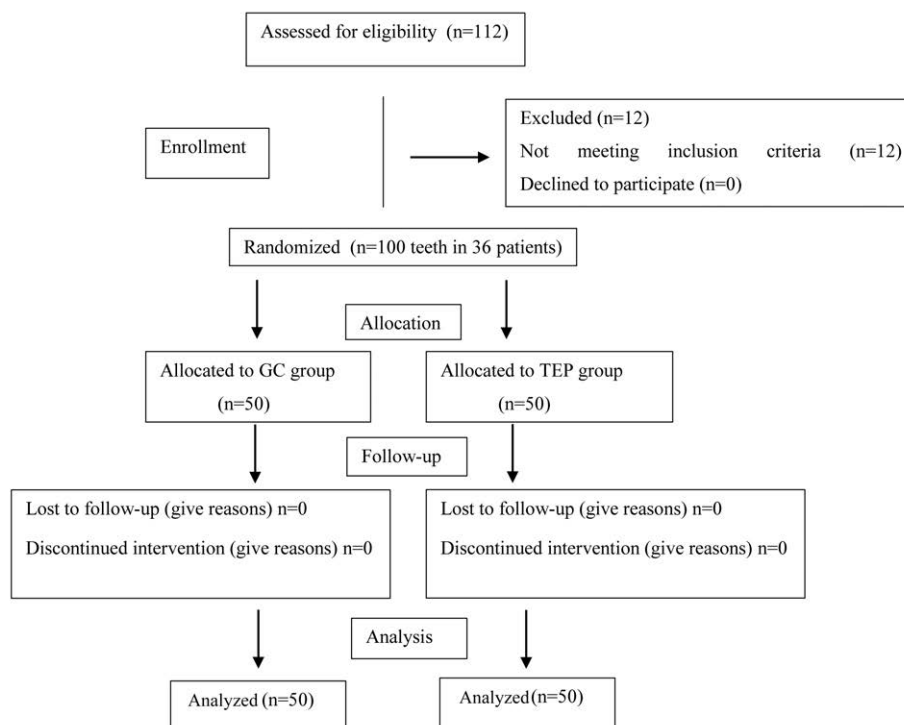 Assessed for eligibility (n=112)
Enrollment
Excluded (n=12)
Not meeting inclusion criteria (n=12)
Declined to participate (n=0)
Randomized (n=100 teeth in 36 patients)
Allocation
Allocated to GC group
(n=50)
Allocated to TEP group
(n=50)
Follow-up
Lost to follow-up (give reasons) n=0
Discontinued intervention (give reasons) n=0
Lost to follow-up (give reasons) n=0
Discontinued intervention (give reasons) n=0
Analysis
Analyzed (n=50)
Analyzed (n=50)